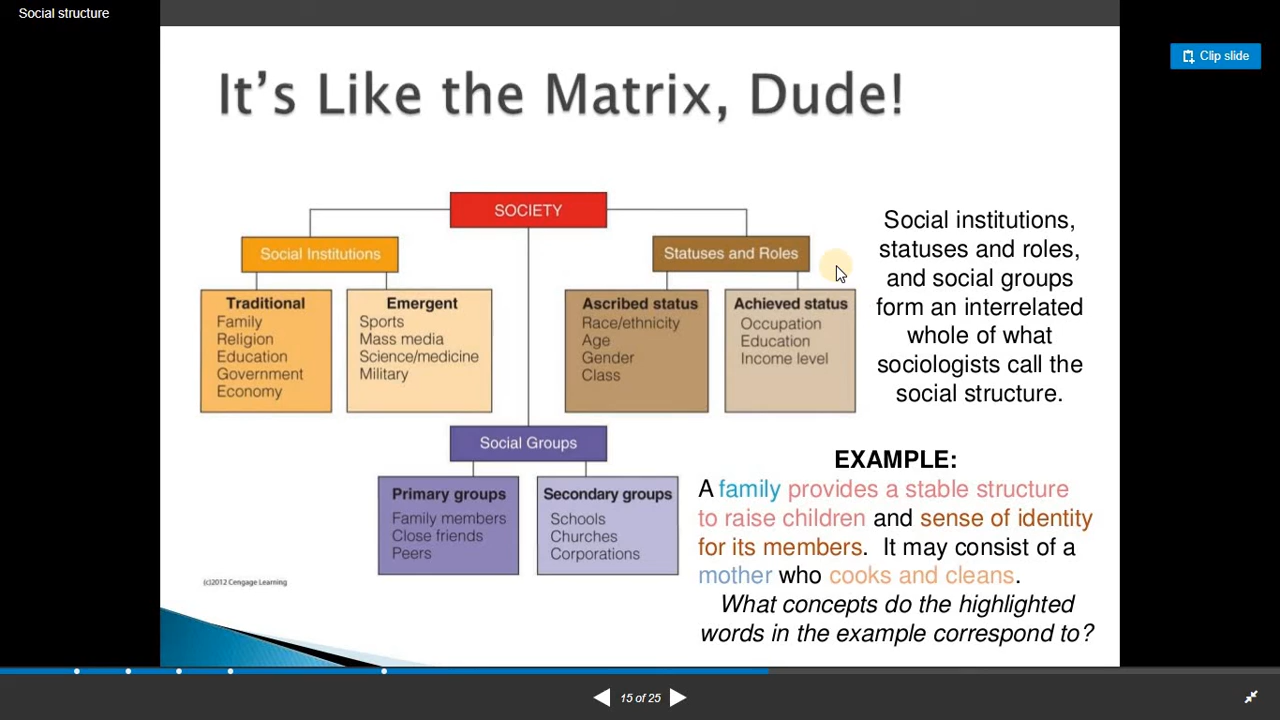 Social structure
Clip slide
It's Like the Matrix, Dude!
SOCIETY
Social Institutions
Statuses and Roles
Traditional
Family
Religion
Education
Government
Economy
Emergent
Sports
Mass media
Science/medicine
Military
Ascribed status
Race/ethnicity
Age
Gender
Class
Achieved status
Occupation
Education
Income level
Social institutions,
statuses and roles,
and social groups
form an interrelated
whole of what
sociologists call the
social structure.
Social Groups
Primary groups
Family members
Close friends
Peers
Secondary groups
Schools
Churches
Corporations
EXAMPLE:
A family provides a stable structure
to raise children and sense of identity
for its members.  It may consist of a
mother who cooks and cleans.
What concepts do the highlighted
words in the example correspond to?
(c)2012 Cengage Learning
15 of 25